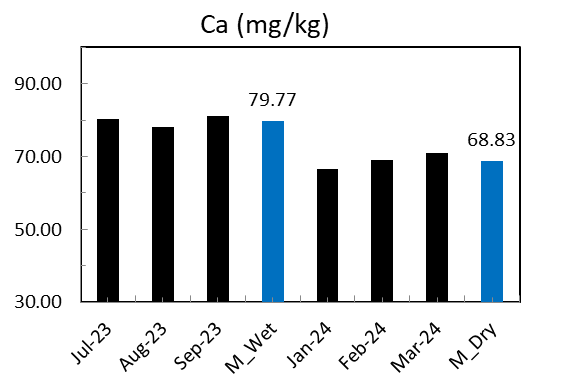 Ca (mg/kg)
90.00
70.00
50.00
30.00
79.77
68.83
Jul-23
Aug-23
Sep-23
M_Wet
Jan-24
Feb-24
Mar-24
M_Dry